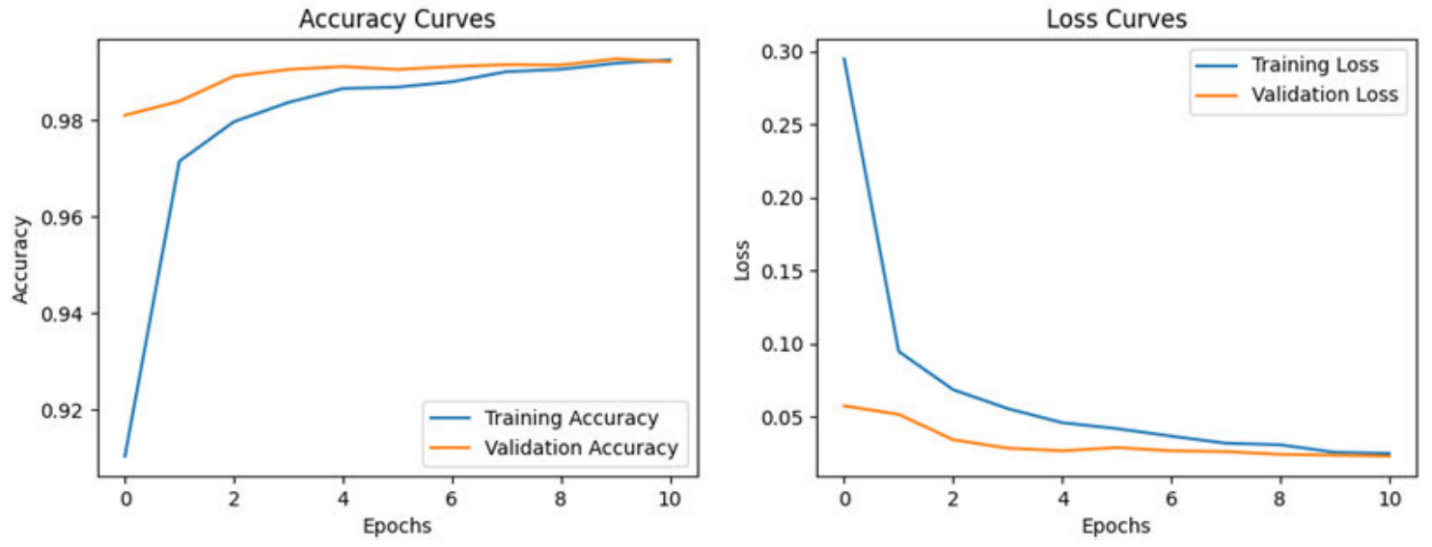 Accuracy Curves
0.98
0.96
0.94
0.92
Accuracy
Training Accuracy
Validation Accuracy
0 2 4 6 8 10
Epochs
Loss Curves
0.30
0.25
0.20
0.15
0.10
0.05
Loss
Training Loss
Validation Loss
0 2 4 6 8 10
Epochs